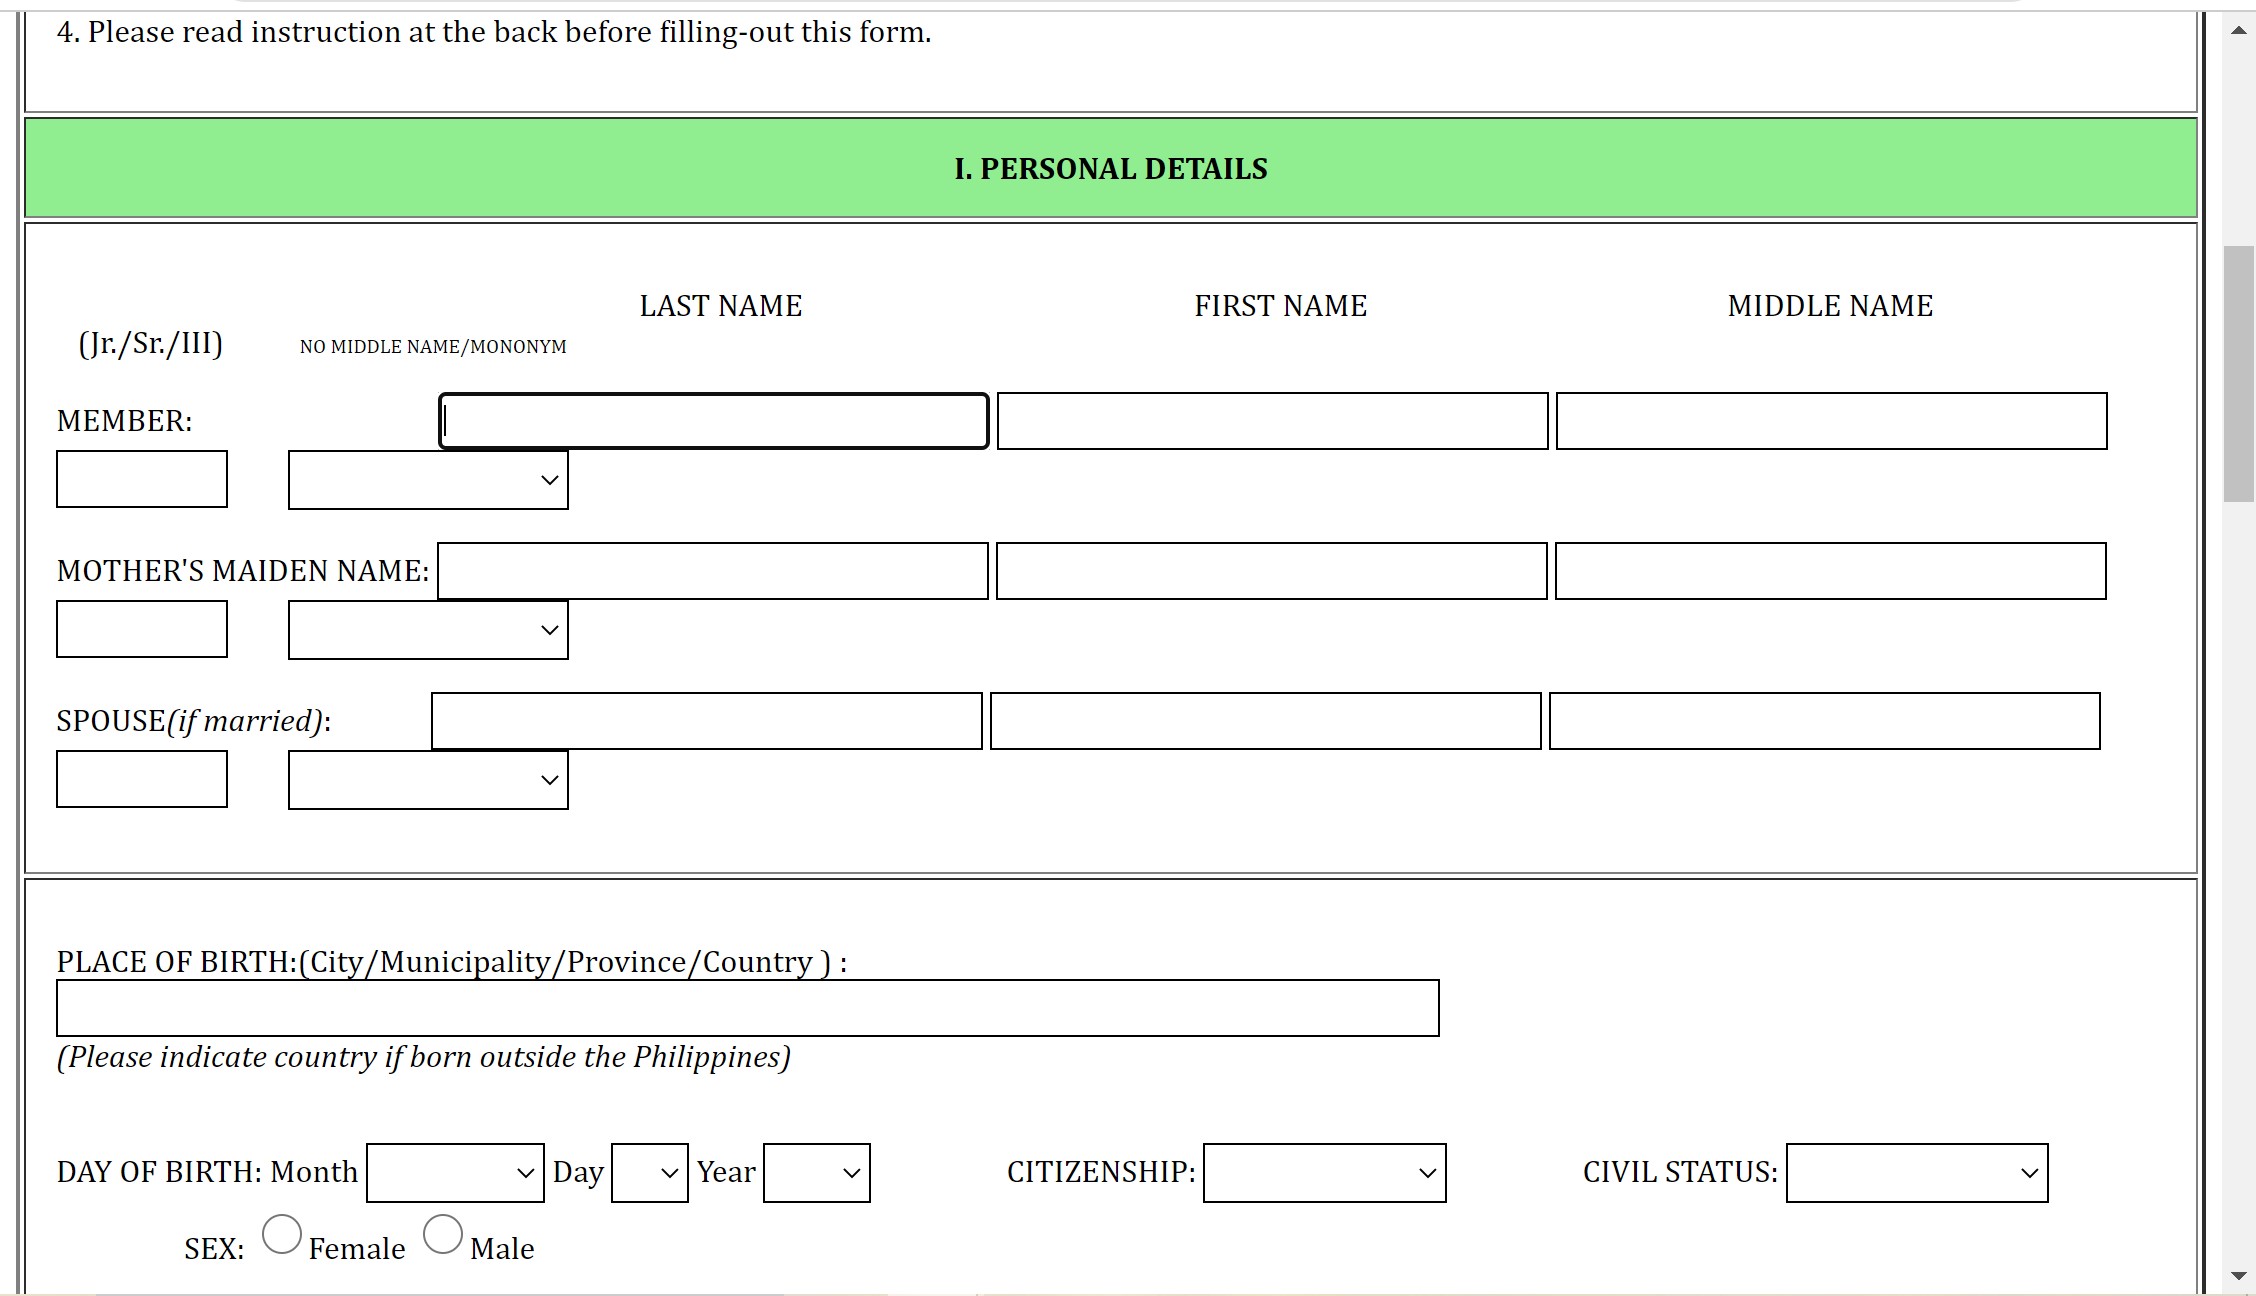 4. Please read instruction at the back before filling-out this form.
I. PERSONAL DETAILS
LAST NAME FIRST NAME MIDDLE NAME
(Jr./Sr./III) NO MIDDLE NAME/MONONYM
MEMBER:
MOTHER'S MAIDEN NAME:
SPOUSE(if married):
PLACE OF BIRTH:(City/Municipality/Province/Country ) :
(Please indicate country if born outside the Philippines)
DAY OF BIRTH: Month Day Year CITIZENSHIP: CIVIL STATUS:
SEX: Female Male